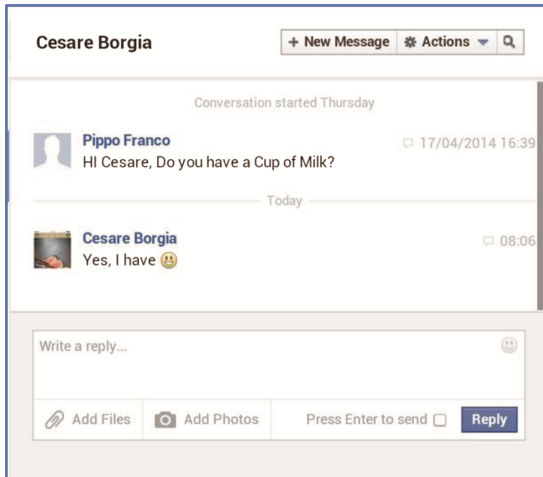 Cesare Borgia
+ New Message
Actions
Conversation started Thursday
Pippo Franco
17/04/2014 16:39
HI Cesare, Do you have a Cup of Milk?
Today
Cesare Borgia
08:06
Yes, I have 😃
Write a reply...
Add Files
Add Photos
Press Enter to send
Reply